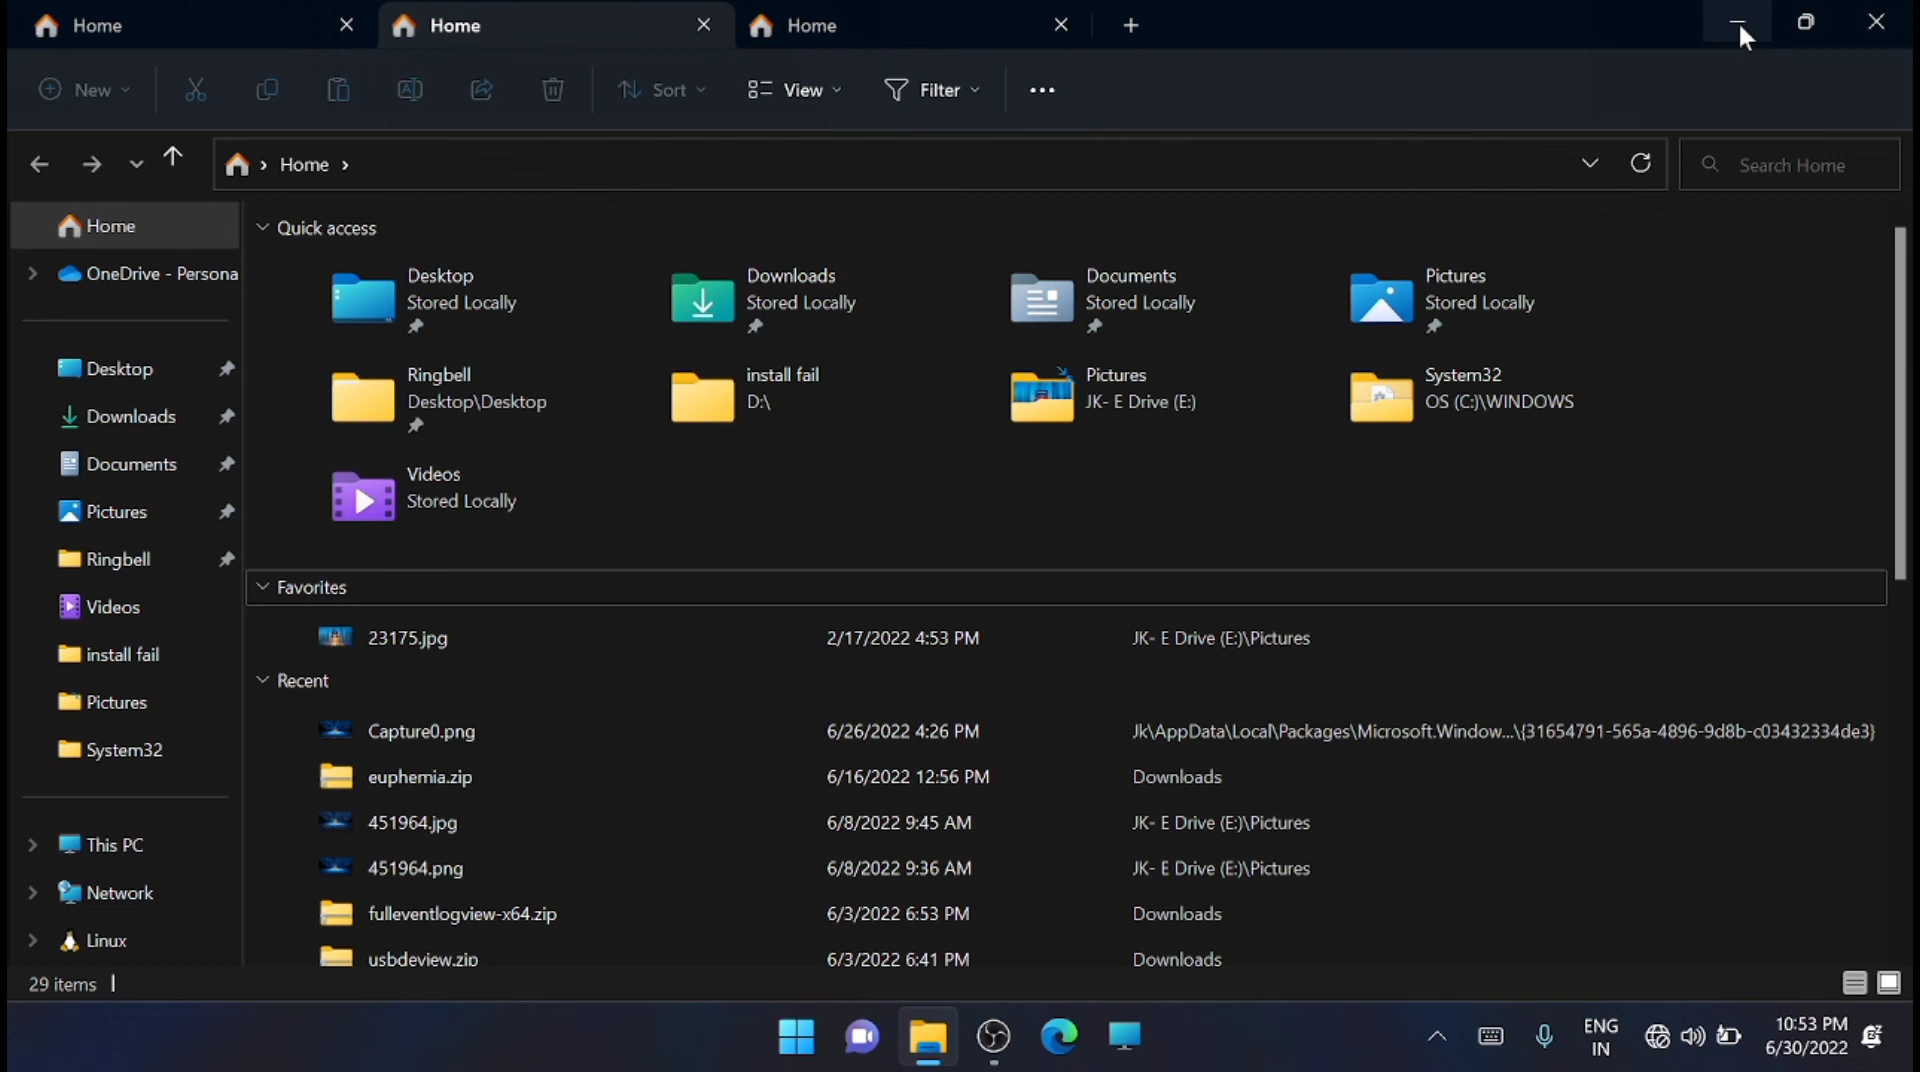 Home
Home
Home
New
Sort
View
Filter
Home
Search Home
Home
OneDrive - Persona
Desktop
Downloads
Documents
Pictures
Ringbell
Videos
install fail
Pictures
System32
This PC
Network
Linux
Quick access
Desktop
Stored Locally
Downloads
Stored Locally
Documents
Stored Locally
Pictures
Stored Locally
Ringbell
Desktop\Desktop
install fail
D:\
Pictures
JK- E Drive (E:)
System32
OS (C:)\WINDOWS
Videos
Stored Locally
Favorites
23175.jpg 2/17/2022 4:53 PM JK- E Drive (E:)\Pictures
Recent
Capture0.png 6/26/2022 4:26 PM Jk\AppData\Local\Packages\Microsoft.Window...\{31654791-565a-4896-9d8b-c03432334de3}
euphemia.zip 6/16/2022 12:56 PM Downloads
451964.jpg 6/8/2022 9:45 AM JK- E Drive (E:)\Pictures
451964.png 6/8/2022 9:36 AM JK- E Drive (E:)\Pictures
fulleventlogview-x64.zip 6/3/2022 6:53 PM Downloads
usbdeview.zip 6/3/2022 6:41 PM Downloads
29 items
ENG
IN
10:53 PM
6/30/2022